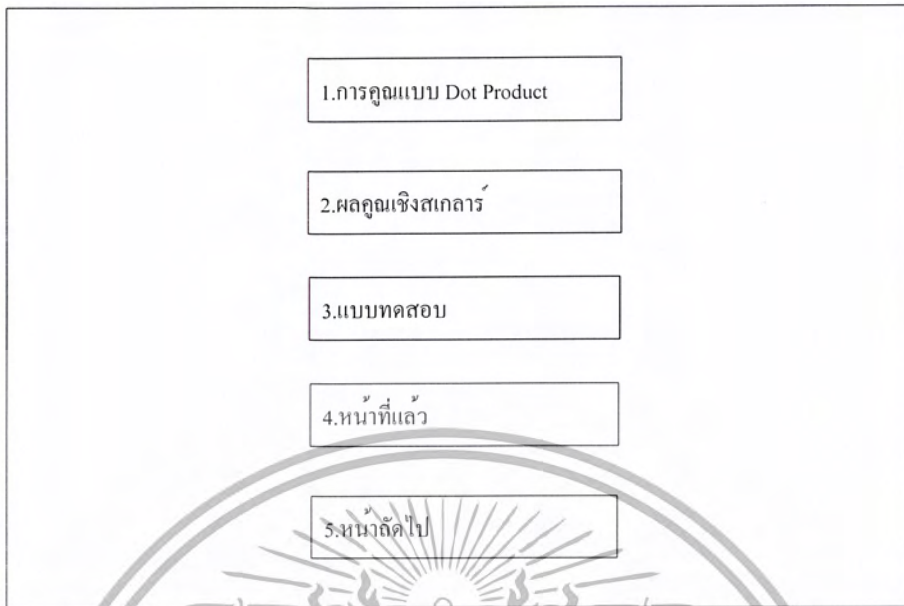 1.การคูณแบบ Dot Product
2.ผลคูณเชิงสเกลาร์
3.แบบทดสอบ
4.หน้าที่แล้ว
5.หน้าถัดไป